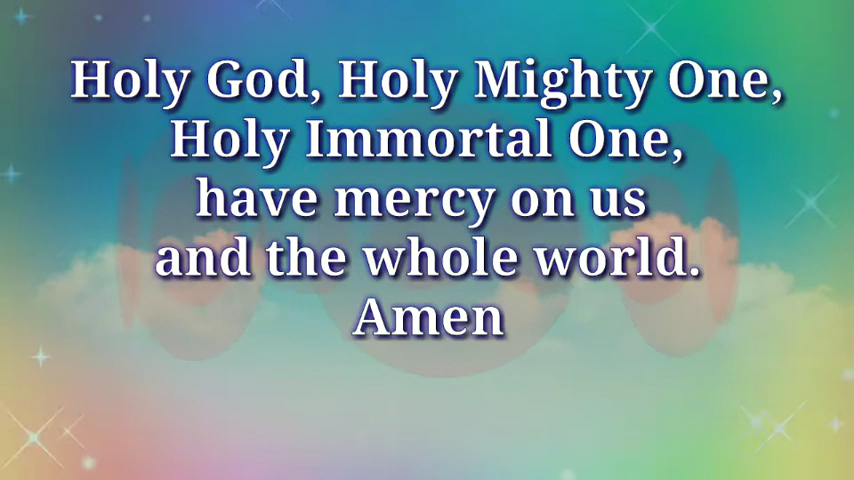 Holy God, Holy Mighty One,
Holy Immortal One,
have mercy on us
and the whole world.
Amen